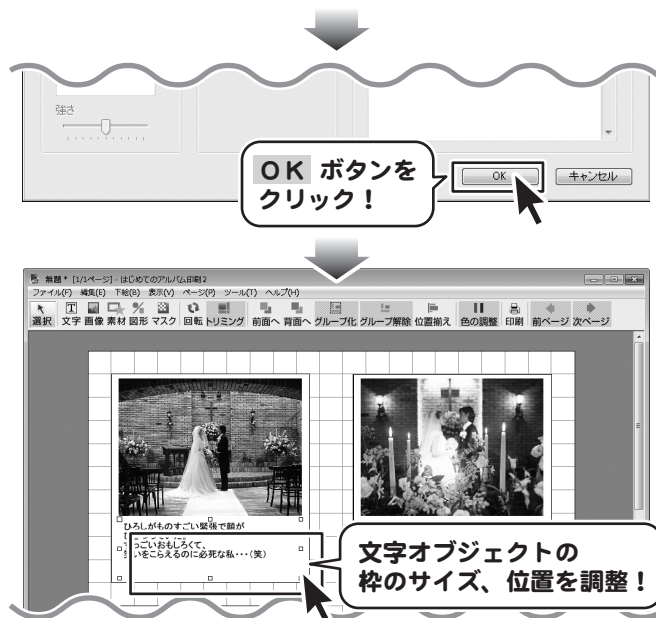 強さ
OK ボタンを
クリック！
OK
キャンセル
無題 * [1/1ページ] - はじめてのアルバム印刷2
ファイル(F) 編集(E) 下絵(B) 表示(V) ページ(P) ツール(T) ヘルプ(H)
選択 文字 画像 素材 図形 マスク 回転 トリミング 前面へ 背面へ グループ化 グループ解除 位置揃え 色の調整 印刷 前ページ 次ページ
ひろしがものすごい緊張で顔が
っごいおもしろくて、
いをこらえるのに必死な私・・・(笑)
文字オブジェクトの
枠のサイズ、位置を調整！